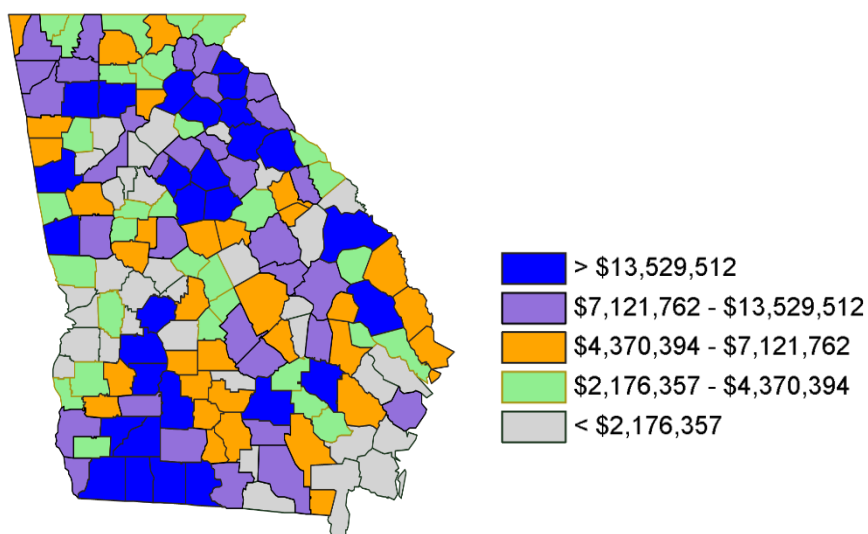 > $13,529,512
$7,121,762 - $13,529,512
$4,370,394 - $7,121,762
$2,176,357 - $4,370,394
< $2,176,357